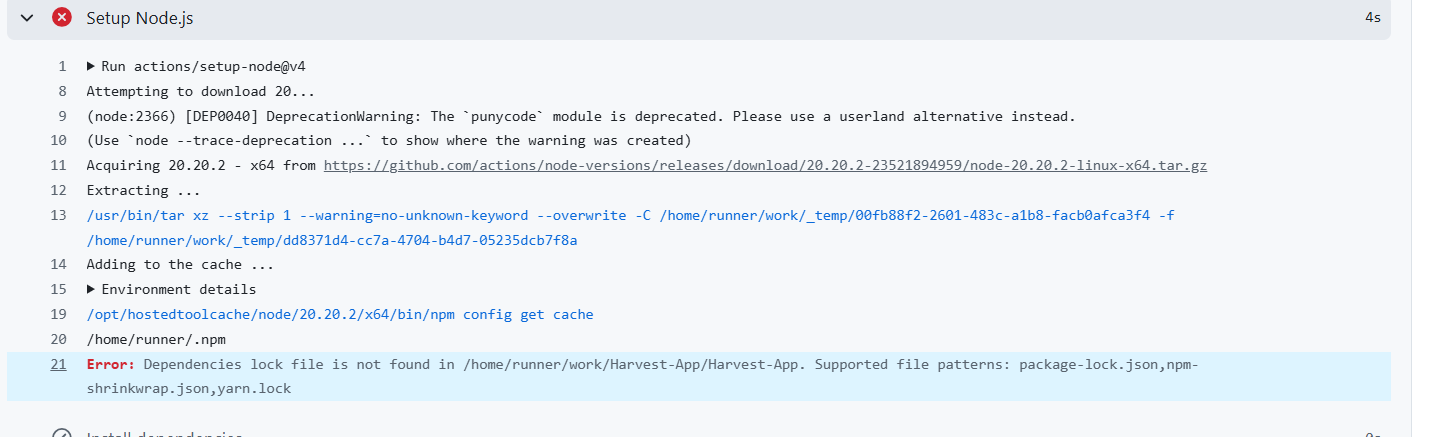 Setup Node.js
4s
1 Run actions/setup-node@v4
8 Attempting to download 20...
9 (node:2366) [DEP0040] DeprecationWarning: The `punycode` module is deprecated. Please use a userland alternative instead.
10 (Use `node --trace-deprecation ...` to show where the warning was created)
11 Acquiring 20.20.2 - x64 from https://github.com/actions/node-versions/releases/download/20.20.2-23521894959/node-20.20.2-linux-x64.tar.gz
12 Extracting ...
13 /usr/bin/tar xz --strip 1 --warning=no-unknown-keyword --overwrite -C /home/runner/work/_temp/00fb88f2-2601-483c-a1b8-facb0afca3f4 -f
/home/runner/work/_temp/dd8371d4-cc7a-4704-b4d7-05235dcb7f8a
14 Adding to the cache ...
15 Environment details
19 /opt/hostedtoolcache/node/20.20.2/x64/bin/npm config get cache
20 /home/runner/.npm
21 Error: Dependencies lock file is not found in /home/runner/work/Harvest-App/Harvest-App. Supported file patterns: package-lock.json,npm-
shrinkwrap.json,yarn.lock
Install dependencies